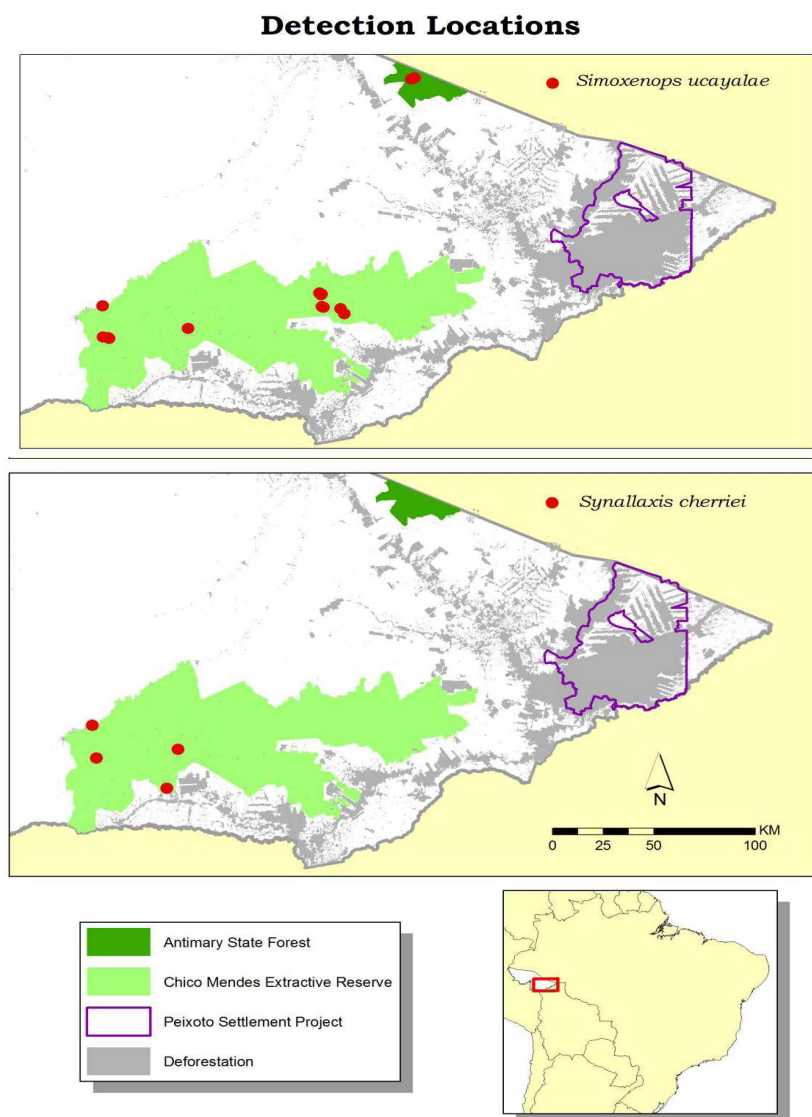 Detection Locations
Simoxenops ucayalae
Synallaxis cherriei
N
KM
0 25 50 100
Antimary State Forest
Chico Mendes Extractive Reserve
Peixoto Settlement Project
Deforestation